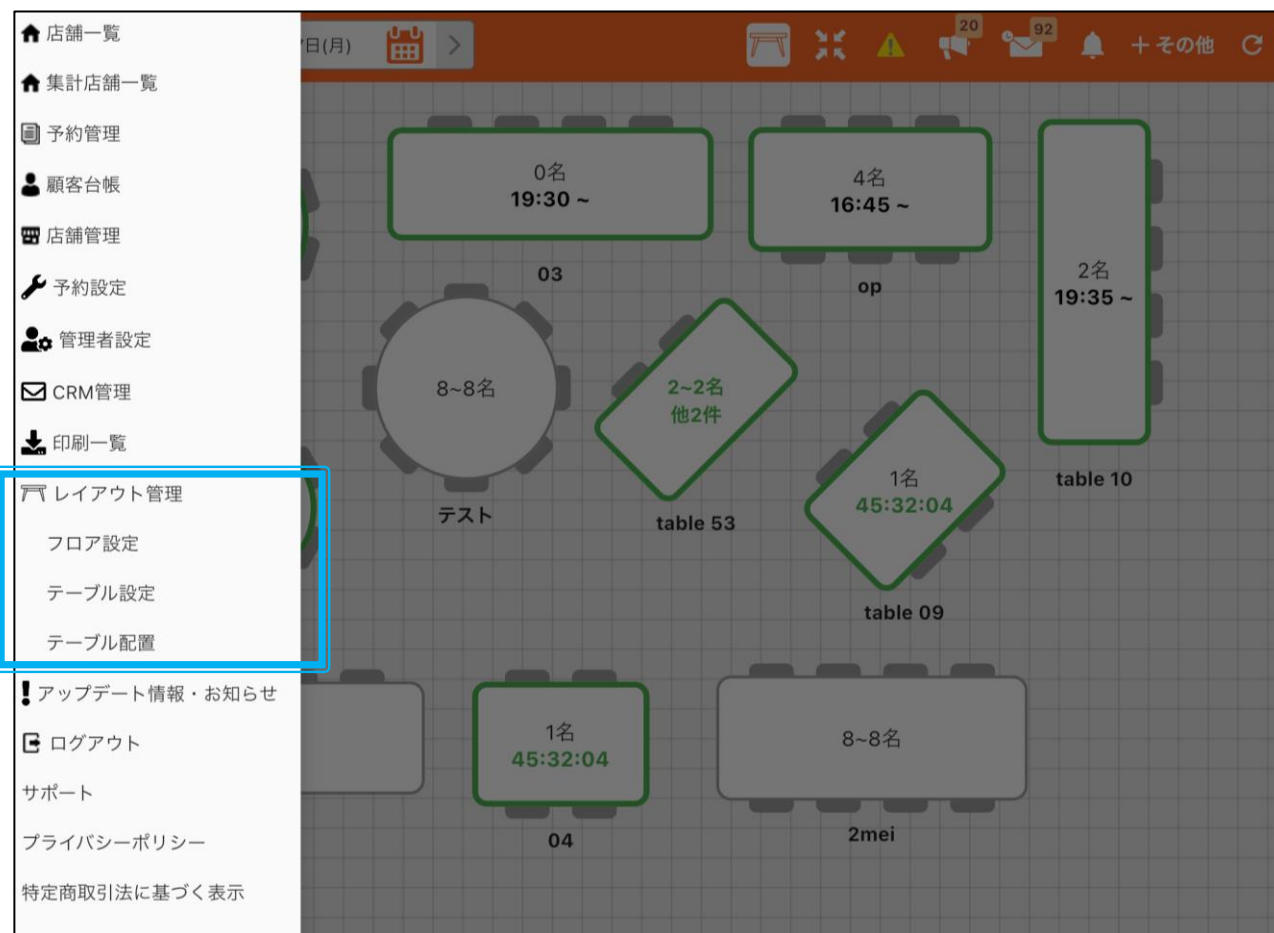 店舗一覧
集計店舗一覧
予約管理
顧客台帳
店舗管理
予約設定
管理者設定
CRM管理
印刷一覧
レイアウト管理
フロア設定
テーブル設定
テーブル配置
アップデート情報・お知らせ
ログアウト
サポート
プライバシーポリシー
特定商取引法に基づく表示
日(月)
20
92
+ その他
0名
19:30 ~
03
4名
16:45 ~
op
2名
19:35 ~
table 10
8~8名
テスト
2~2名
他2件
table 53
1名
45:32:04
table 09
1名
45:32:04
04
8~8名
2mei